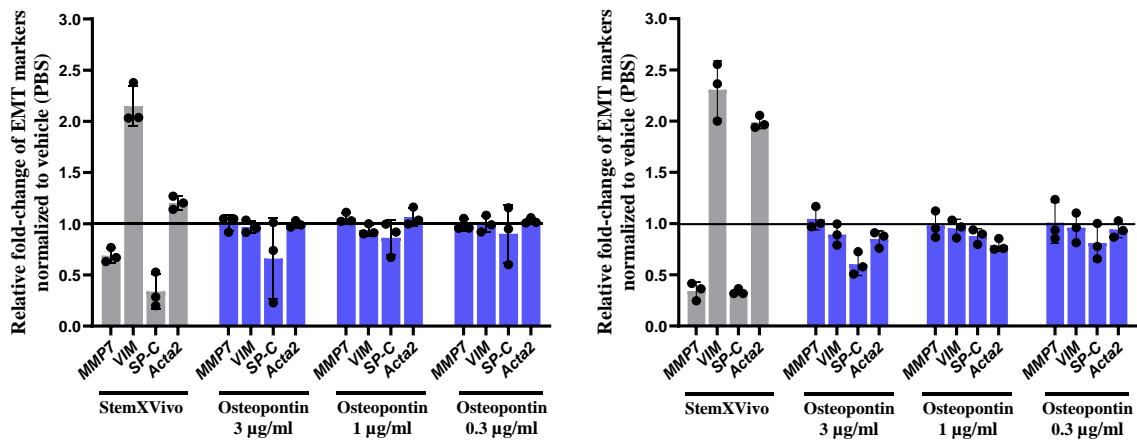 Relative fold-change of EMT markers
normalized to vehicle (PBS)
3.0
2.5
2.0
1.5
1.0
0.5
0.0
MMP7
VIM
SP-C
Acta2
MMP7
VIM
SP-C
Acta2
MMP7
VIM
SP-C
Acta2
MMP7
VIM
SP-C
Acta2
StemXVivo
Osteopontin
3 µg/ml
Osteopontin
1 µg/ml
Osteopontin
0.3 µg/ml
Relative fold-change of EMT markers
normalized to vehicle (PBS)
3.0
2.5
2.0
1.5
1.0
0.5
0.0
MMP7
VIM
SP-C
Acta2
MMP7
VIM
SP-C
Acta2
MMP7
VIM
SP-C
Acta2
MMP7
VIM
SP-C
Acta2
StemXVivo
Osteopontin
3 µg/ml
Osteopontin
1 µg/ml
Osteopontin
0.3 µg/ml